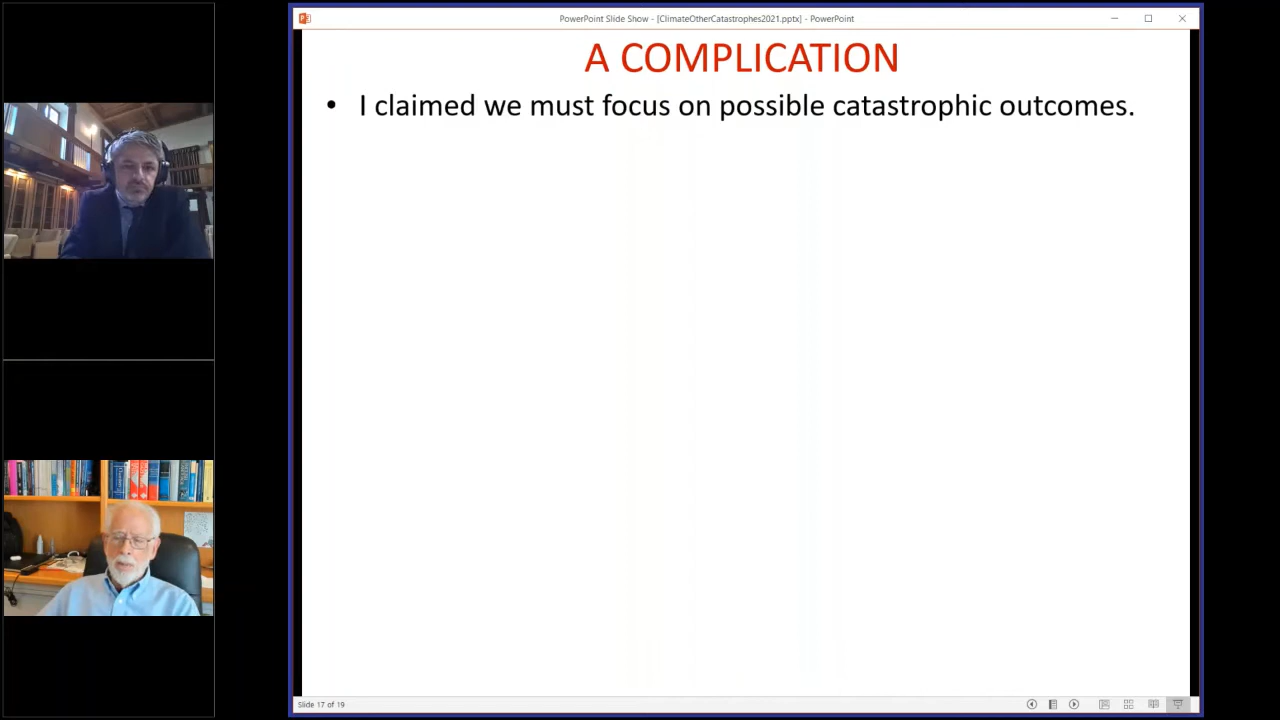 PowerPoint Slide Show - [ClimateOtherCatastrophes2021.pptx] - PowerPoint
A COMPLICATION
• I claimed we must focus on possible catastrophic outcomes.
Slide 17 of 19